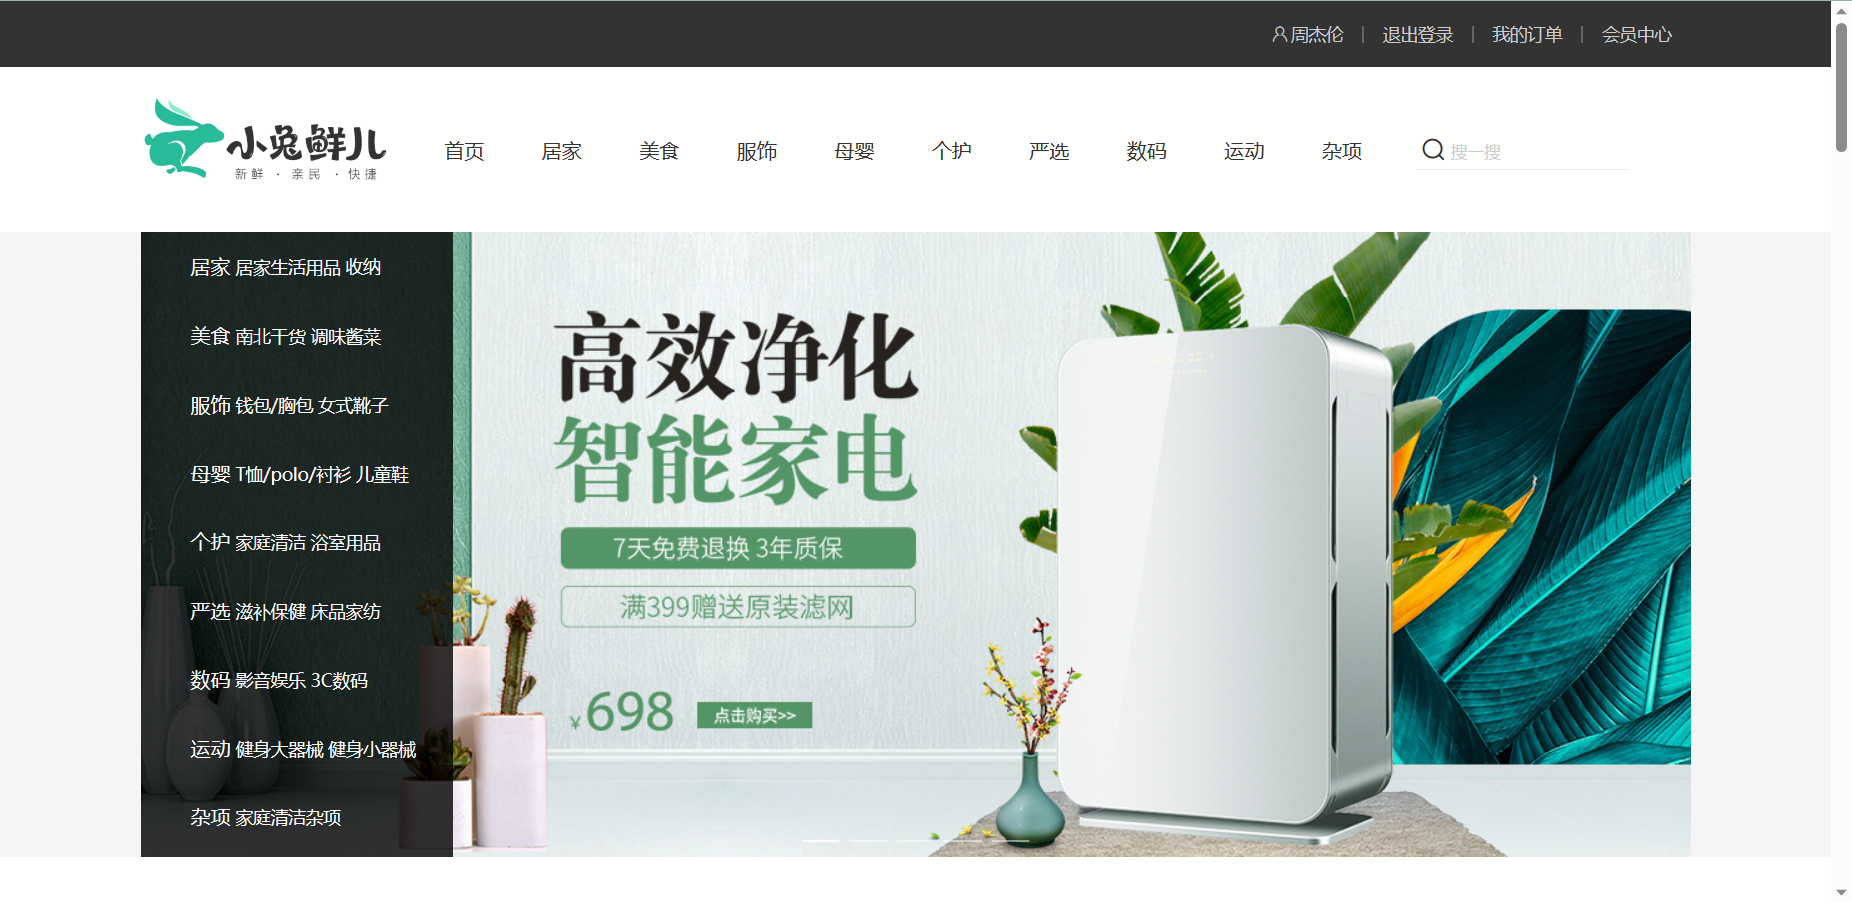 周杰伦 | 退出登录 | 我的订单 | 会员中心
小兔鲜儿
新鲜 · 亲民 · 快捷
首页 居家 美食 服饰 母婴 个护 严选 数码 运动 杂项 搜一搜
居家 居家生活用品 收纳
美食 南北干货 调味酱菜
服饰 钱包/胸包 女式靴子
母婴 T恤/polo/衬衫 儿童鞋
个护 家庭清洁 浴室用品
严选 滋补保健 床品家纺
数码 影音娱乐 3C数码
运动 健身大器械 健身小器械
杂项 家庭清洁杂项
高效净化
智能家电
7天免费退换 3年质保
满399赠送原装滤网
¥698 点击购买>>